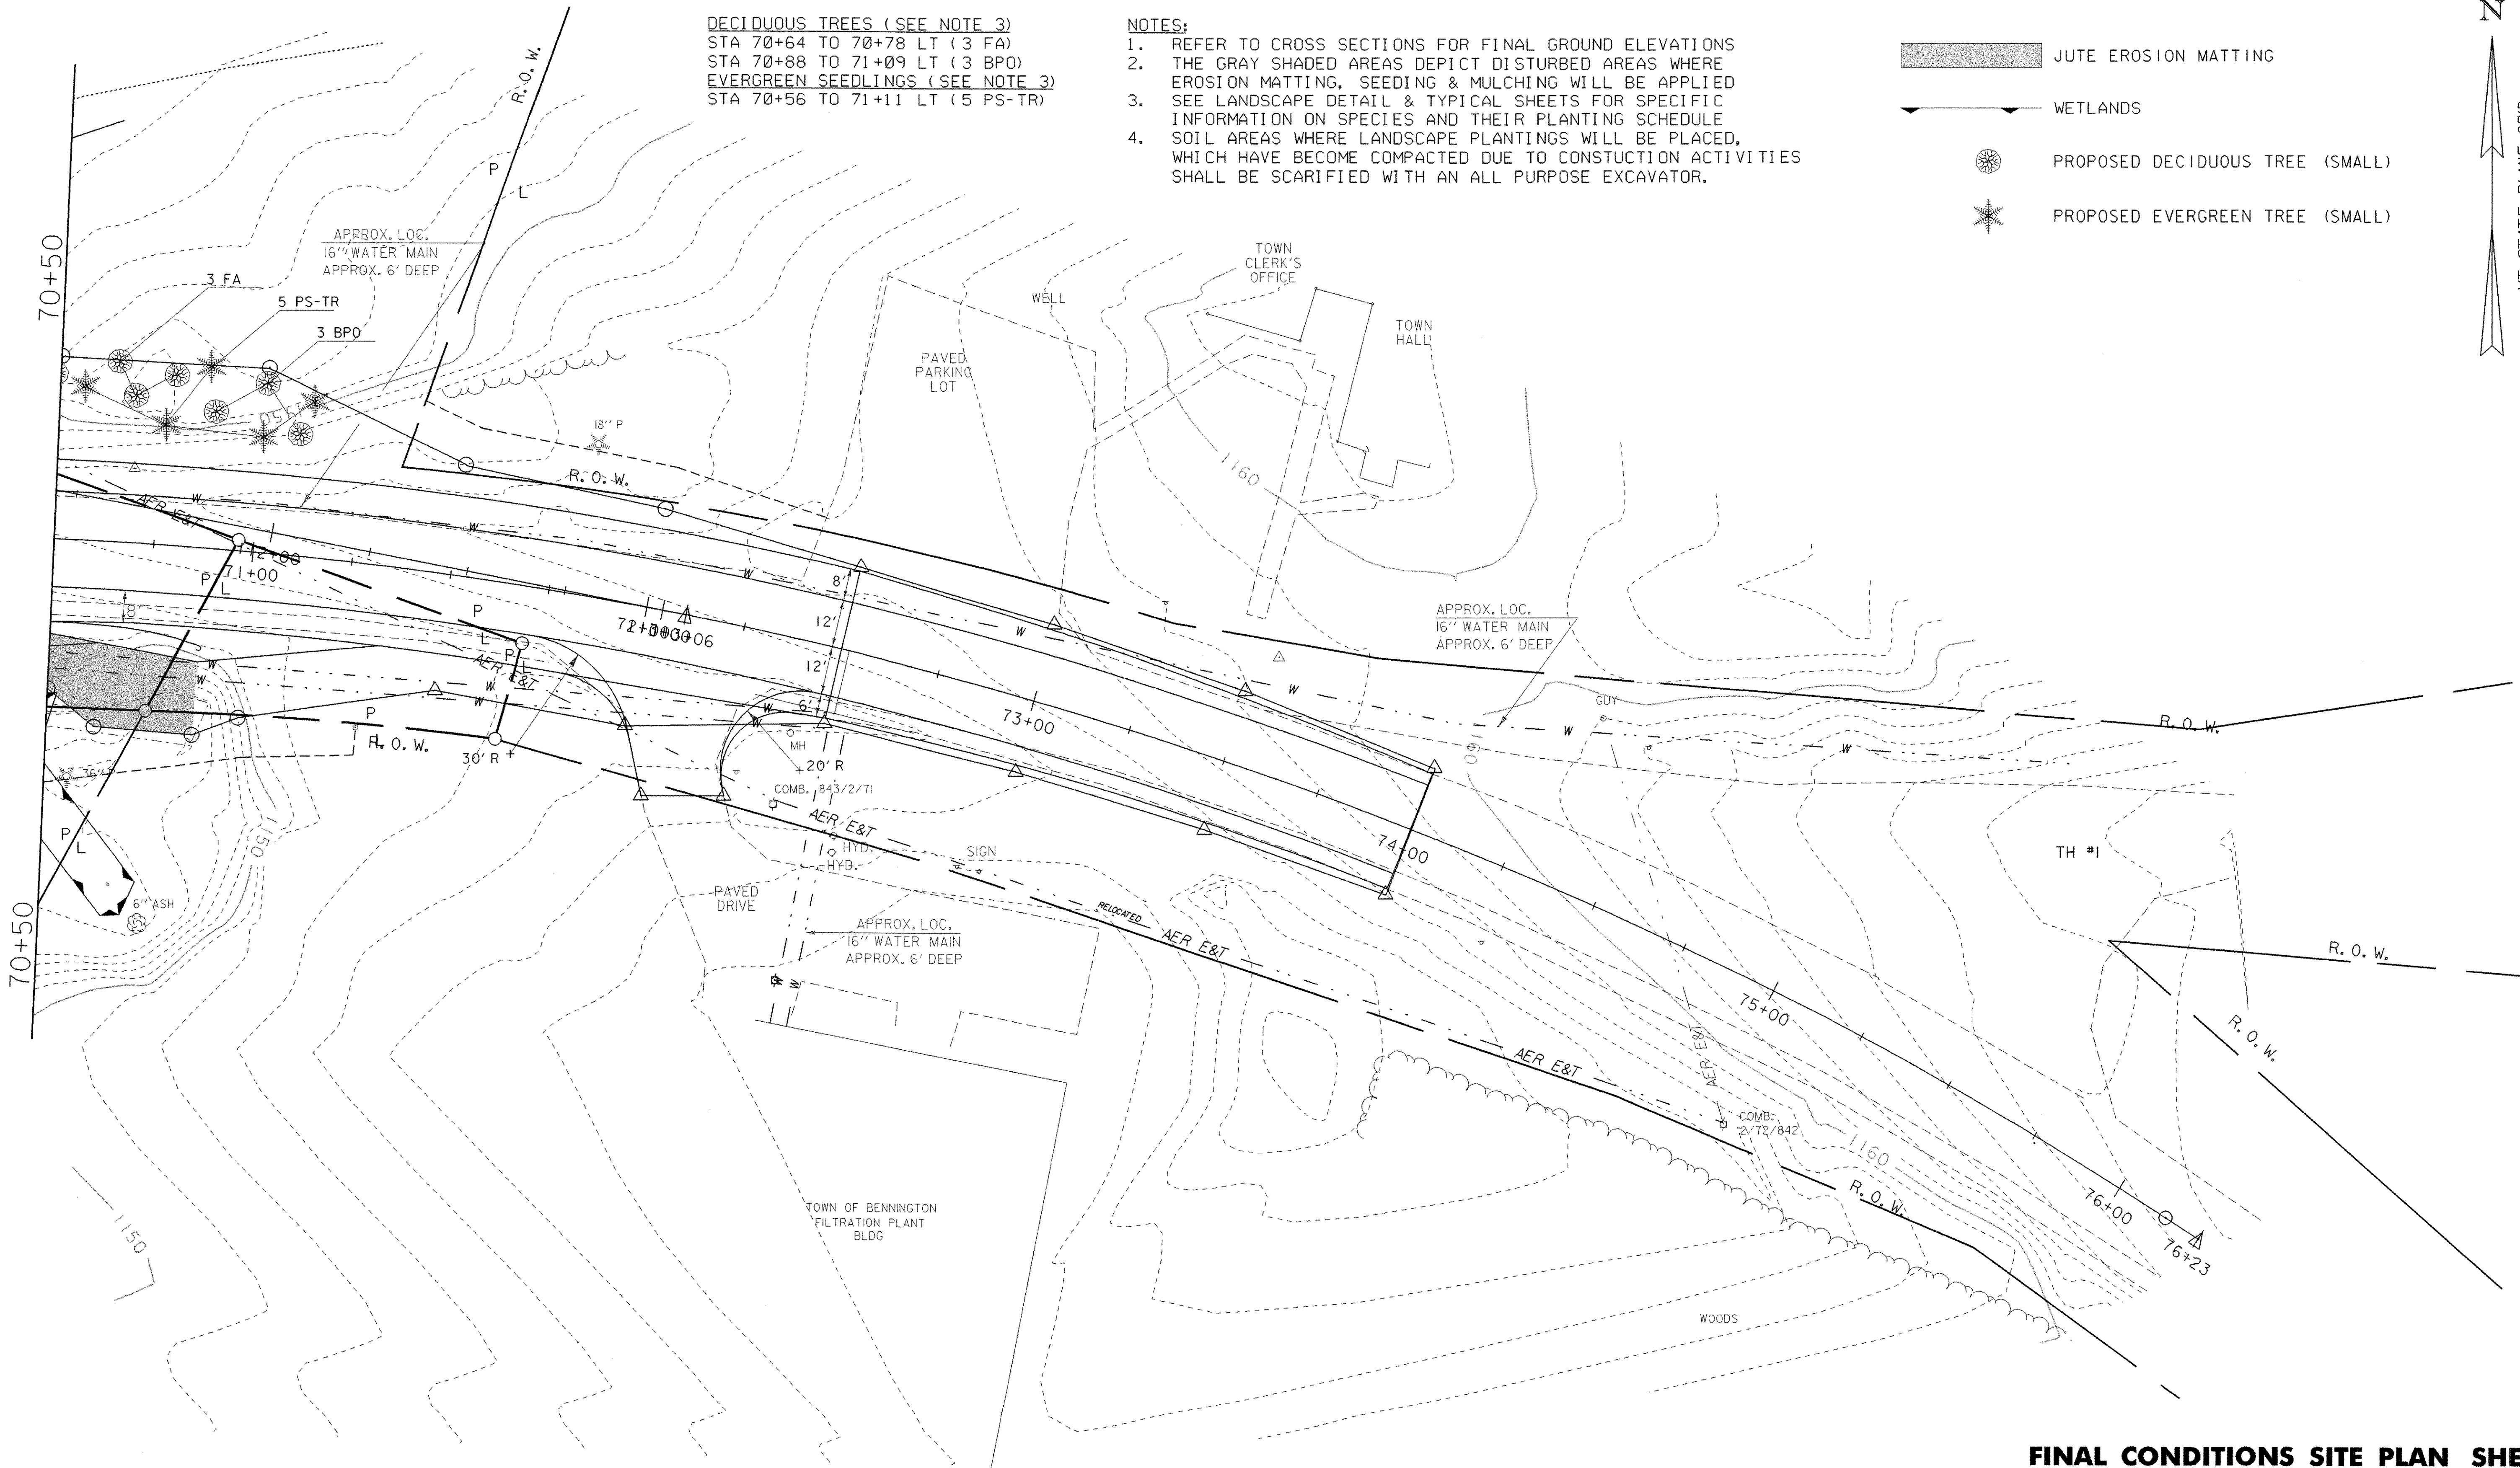 DECIDUOUS TREES (SEE NOTE 3)
STA 70+64 TO 70+78 LT (3 FA)
STA 70+88 TO 71+09 LT (3 BPO)
EVERGREEN SEEDLINGS (SEE NOTE 3)
STA 70+56 TO 71+11 LT (5 PS-TR)
NOTES:
1. REFER TO CROSS SECTIONS FOR FINAL GROUND ELEVATIONS
2. THE GRAY SHADED AREAS DEPICT DISTURBED AREAS WHERE
EROSION MATTING, SEEDING & MULCHING WILL BE APPLIED
3. SEE LANDSCAPE DETAIL & TYPICAL SHEETS FOR SPECIFIC
INFORMATION ON SPECIES AND THEIR PLANTING SCHEDULE
4. SOIL AREAS WHERE LANDSCAPE PLANTINGS WILL BE PLACED,
WHICH HAVE BECOME COMPACTED DUE TO CONSTUCTION ACTIVITIES
SHALL BE SCARIFIED WITH AN ALL PURPOSE EXCAVATOR.
JUTE EROSION MATTING
WETLANDS
PROPOSED DECIDUOUS TREE (SMALL)
PROPOSED EVERGREEN TREE (SMALL)
N
R.O.W.
P
L
70+50
APPROX. LOC.
16" WATER MAIN
APPROX. 6' DEEP
3 FA
5 PS-TR
3 BPO
1150
18" P
R.O.W.
WELL
PAVED
PARKING
LOT
TOWN
CLERK'S
OFFICE
TOWN
HALL
1160
AER E&T
W
W
W
W
W
71+00
P
L
P
L
8'
8'
12'
12'
6'
73+00
APPROX. LOC.
16" WATER MAIN
APPROX. 6' DEEP
GUY
W
W
R.O.W.
W
W
W
W
W
W
P
L
AER E&T
P
R.O.W.
30' R
MH
20' R
COMB. 843/2/71
AER E&T
HYD.
HYD.
SIGN
74+00
TH #1
P
L
1150
6" ASH
70+50
PAVED
DRIVE
APPROX. LOC.
16" WATER MAIN
APPROX. 6' DEEP
W
W
RELOCATED
AER E&T
R.O.W.
75+00
R.O.W.
AER E&T
AER E&T
COMB.
2/72/842
1160
R.O.W.
76+00
76+23
1150
TOWN OF BENNINGTON
FILTRATION PLANT
BLDG
WOODS
FINAL CONDITIONS SITE PLAN SHE